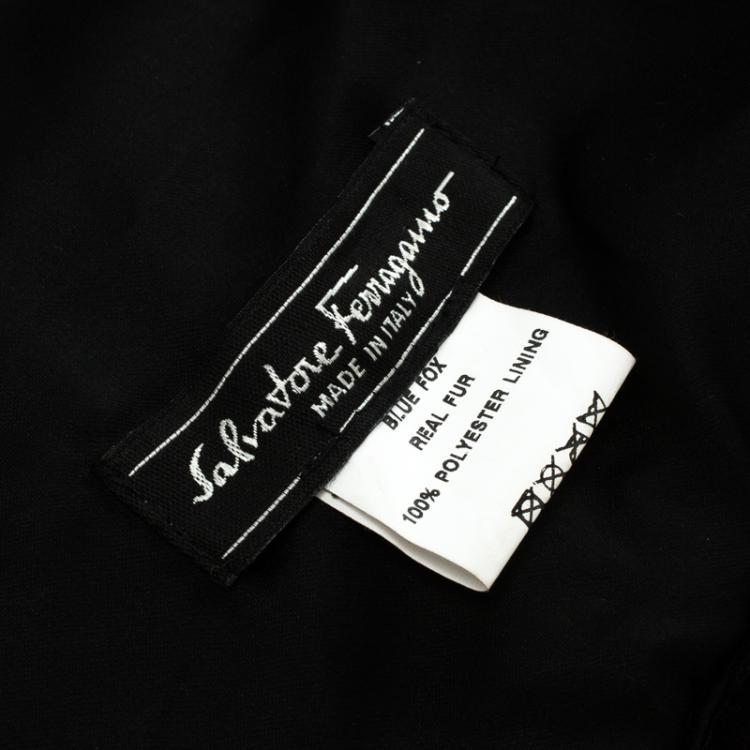 Salvatore Ferragamo
MADE IN ITALY
BLUE FOX
REAL FUR
100% POLYESTER LINING